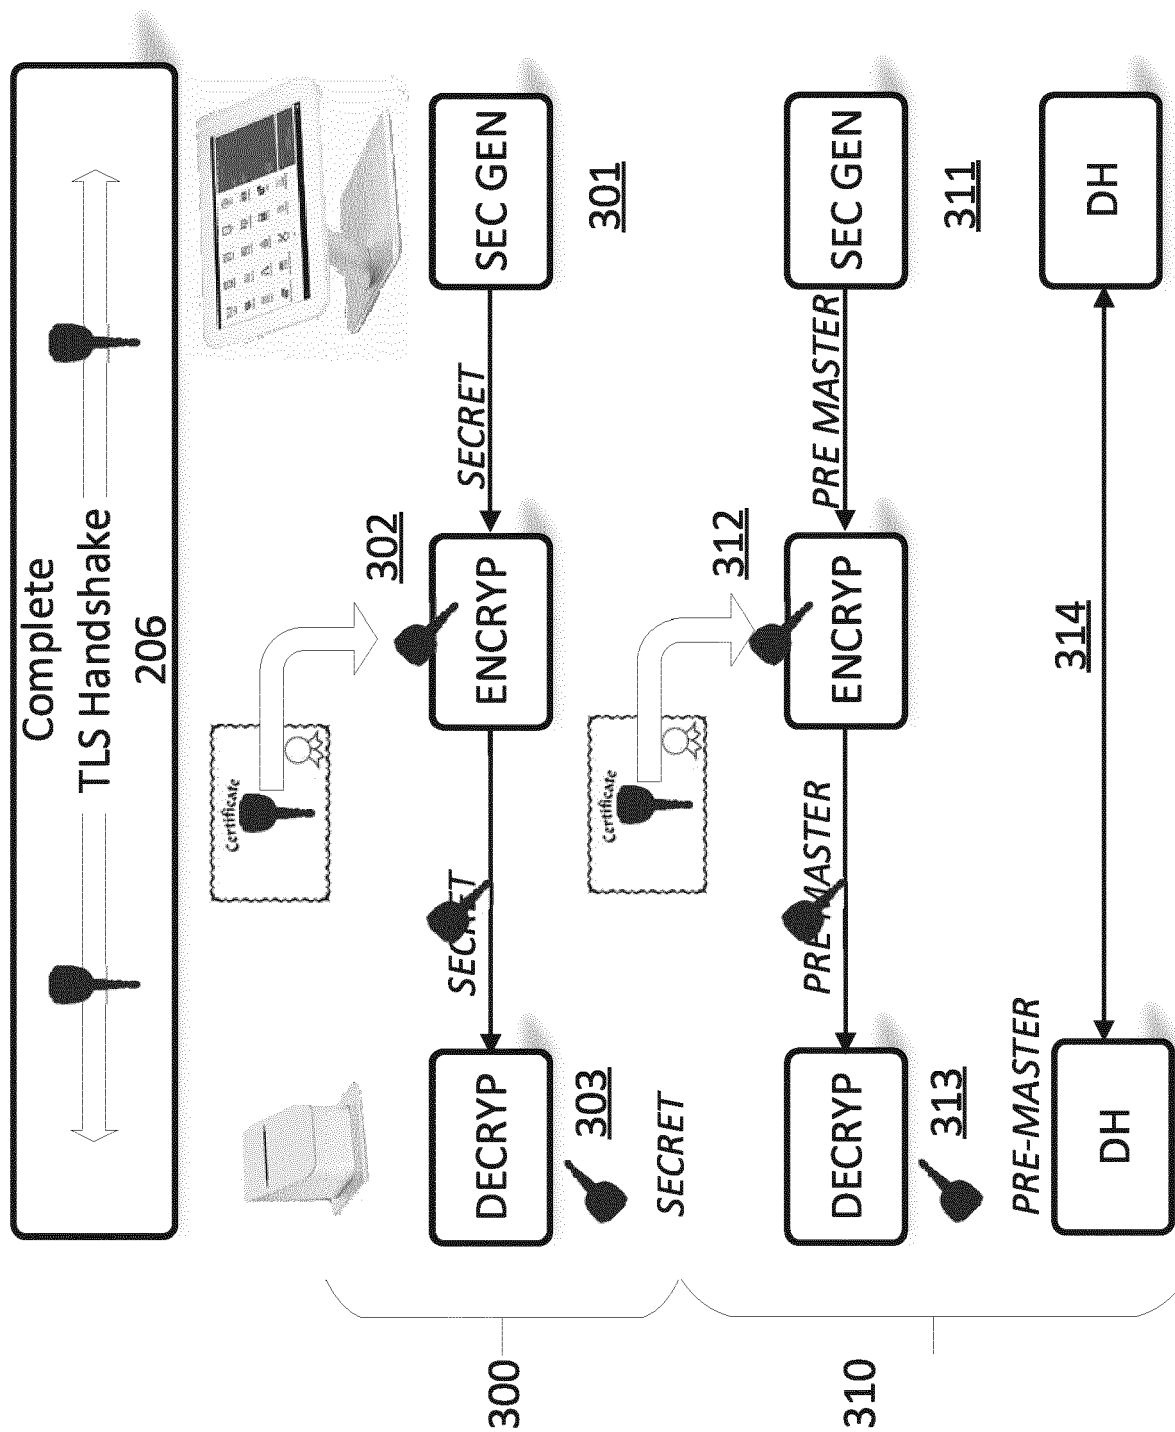 Complete
TLS Handshake
206
Certificate
302
DECRYP
SECRET
ENCRYP
SECRET
SEC GEN
300
303
301
SECRET
Certificate
312
DECRYP
PRE-MASTER
ENCRYP
PRE MASTER
SEC GEN
310
313
311
PRE-MASTER
314
DH
DH